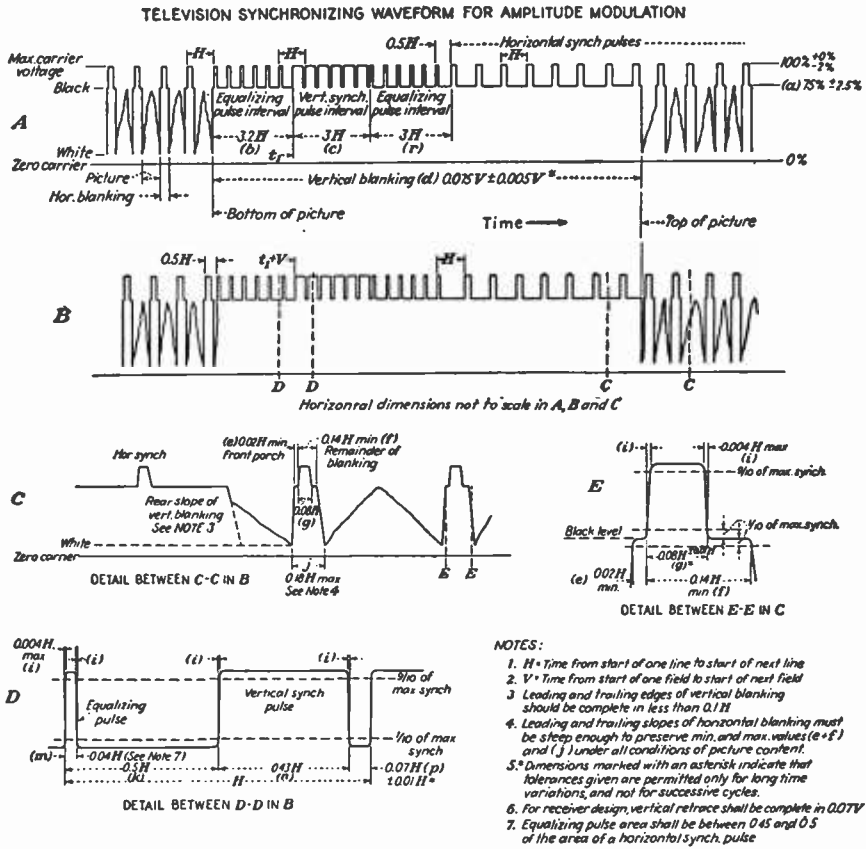 TELEVISION SYNCHRONIZING WAVEFORM FOR AMPLITUDE MODULATION
Max. carrier voltage
Black
A
White
Zero carrier
Picture
Hor. blanking
H
H
0.5H
Horizontal synch pulses
H
100% +0% -2%
(a) 75% ± 2.5%
0%
Equalizing pulse interval
Vert. synch. pulse interval
Equalizing pulse interval
3.2H (b)
3H (c)
3H (r)
t₁
Vertical blanking (d) 0.075V ± 0.005V *
Bottom of picture
Time
Top of picture
0.5H
t₁+V
H
B
D
D
C
C
Horizontal dimensions not to scale in A, B and C
C
Hor synch
(e) 0.02H min.
Front porch
0.14H min (f)
Remainder of blanking
Rear slope of vert. blanking See NOTE 3
0.08H (g)
White
Zero carrier
j
0.18H max
See Note 4
E
E
DETAIL BETWEEN C-C IN B
E
(i)
0.004H max (i)
9/10 of max. synch.
Black level
1/10 of max. synch.
0.08H
(g)*
(e) 0.02H min.
0.14H min (f)
DETAIL BETWEEN E-E IN C
D
0.004H. max (i)
(i)
(i)
(i)
9/10 of max synch
Equalizing pulse
Vertical synch pulse
1/10 of max synch
(m)
0.04H (See Note 7)
0.5H (k)
0.43H
0.07H (p)
±0.01H*
H
DETAIL BETWEEN D-D IN B
NOTES:
1. H = Time from start of one line to start of next line
2. V = Time from start of one field to start of next field
3 Leading and trailing edges of vertical blanking
should be complete in less than 0.1H
4. Leading and trailing slopes of horizontal blanking must
be steep enough to preserve min. and max. values (e+f)
and (j) under all conditions of picture content.
5.* Dimensions marked with an asterisk indicate that
tolerances given are permitted only for long time
variations, and not for successive cycles.
6. For receiver design, vertical retrace shall be complete in 0.07V
7. Equalizing pulse area shall be between 0.45 and 0.5
of the area of a horizontal synch. pulse